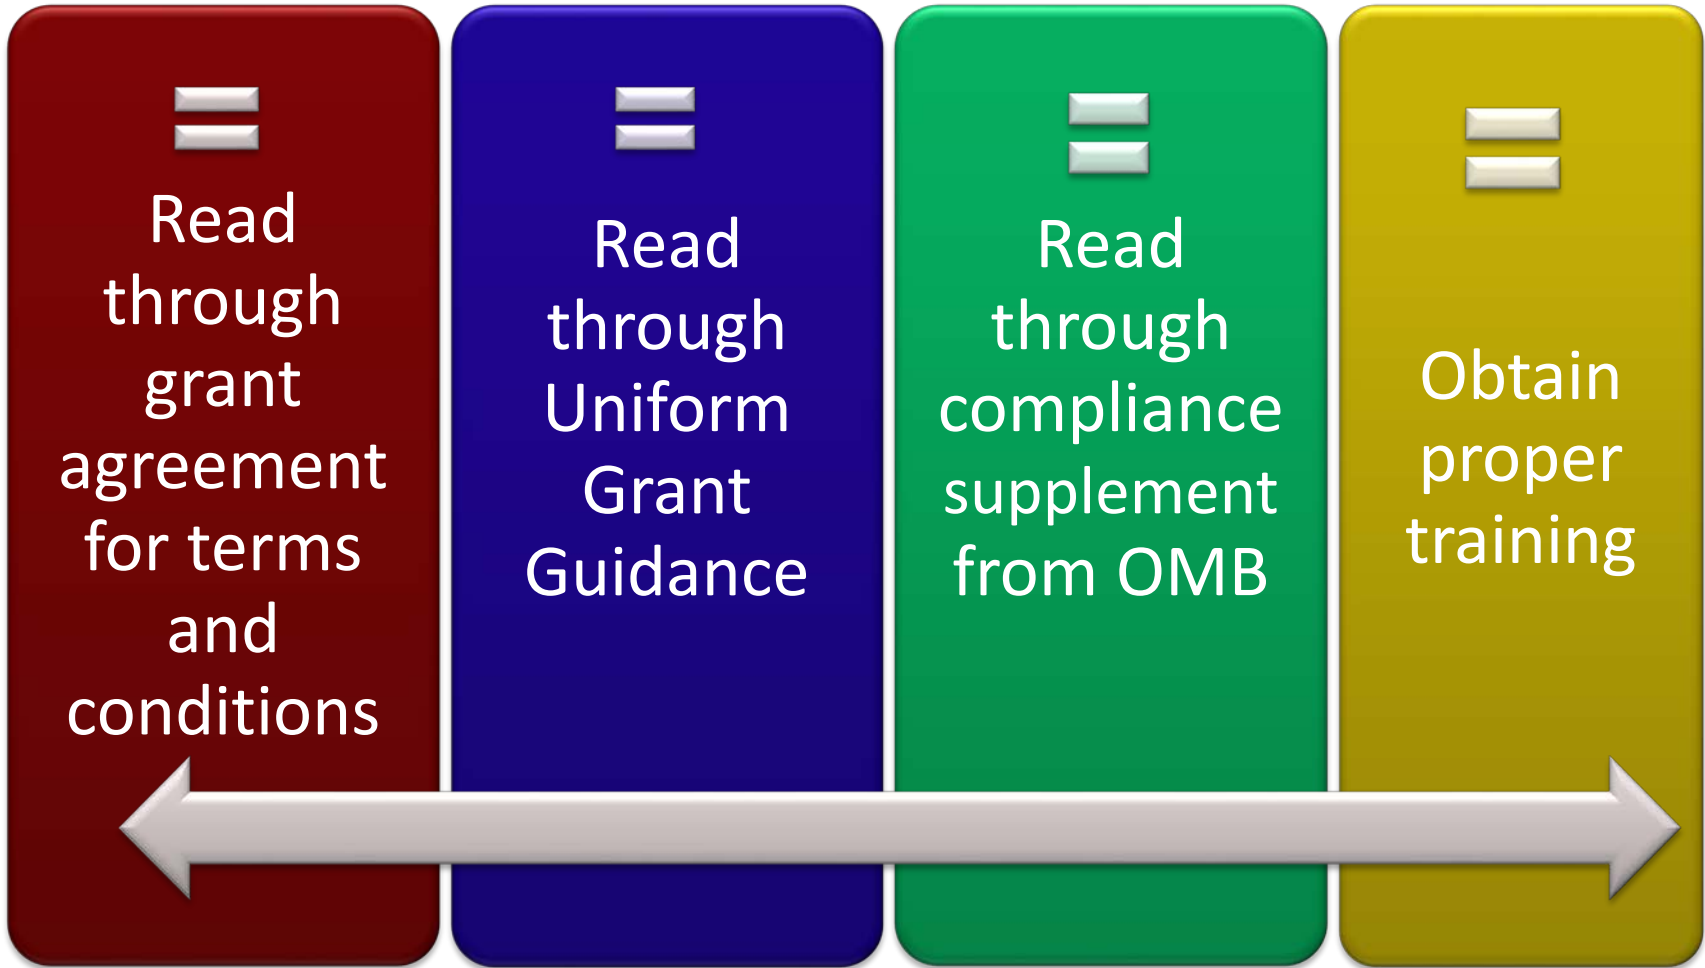 Read
through
grant
agreement
for terms
and
conditions
Read
through
Uniform
Grant
Guidance
Read
through
compliance
supplement
from OMB
Obtain
proper
training